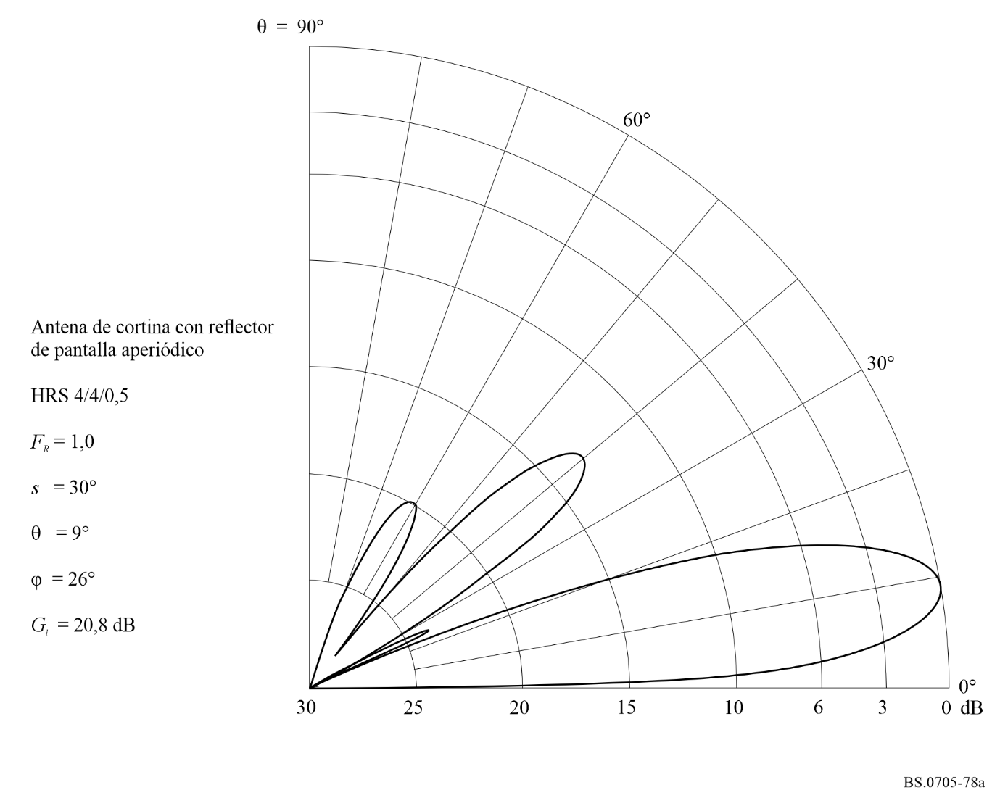 θ = 90°
60°
30°
Antena de cortina con reflector
de pantalla aperiódico
HRS 4/4/0,5
F_R = 1,0
s = 30°
θ = 9°
φ = 26°
G_i = 20,8 dB
0°
30 25 20 15 10 6 3 0 dB
BS.0705-78a